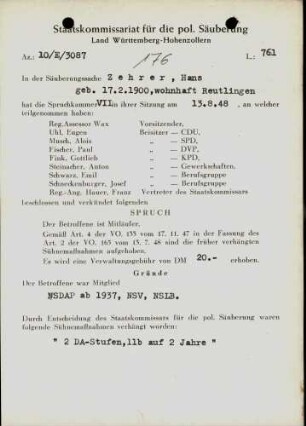 Staatskommissariat für die pol. Säuberung
Land Württemberg-Hohenzollern
Az.: 10/E/3087
176
L.: 761
In der Säuberungssache Zehrer, Hans
geb. 17.2.1900,wohnhaft Reutlingen
hat die Spruchkammer VII in ihrer Sitzung am 13.8.48, an welcher
teilgenommen haben:
Reg.Assessor Wax Vorsitzender,
Uhl, Eugen Beisitzer — CDU,
Musch, Alois „ — SPD,
Fischer, Paul „ — DVP,
Fink, Gottlieb „ — KPD,
Steimacher, Anton „ — Gewerkschaften,
Schwarz, Emil „ — Berufsgruppe
Schneckenburger, Josef „ — Berufsgruppe
Reg.-Ang. Hauer, Franz Vertreter des Staatskommissars
beschlossen und verkündet folgenden
SPRUCH
Der Betroffene ist Mitläufer.
Gemäß Art. 4 der VO. 133 vom 17. 11. 47 in der Fassung des
Art. 2 der VO. 165 vom 15. 7. 48 sind die früher verhängten
Sühnemaßnahmen aufgehoben.
Es wird eine Verwaltungsgebühr von DM 20.- erhoben.
Gründe
Der Betroffene war Mitglied
NSDAP ab 1937, NSV, NSLB.
Durch Entscheidung des Staatskommissars für die pol. Säuberung waren
folgende Sühnemaßnahmen verhängt worden:
" 2 DA-Stufen,11b auf 2 Jahre "